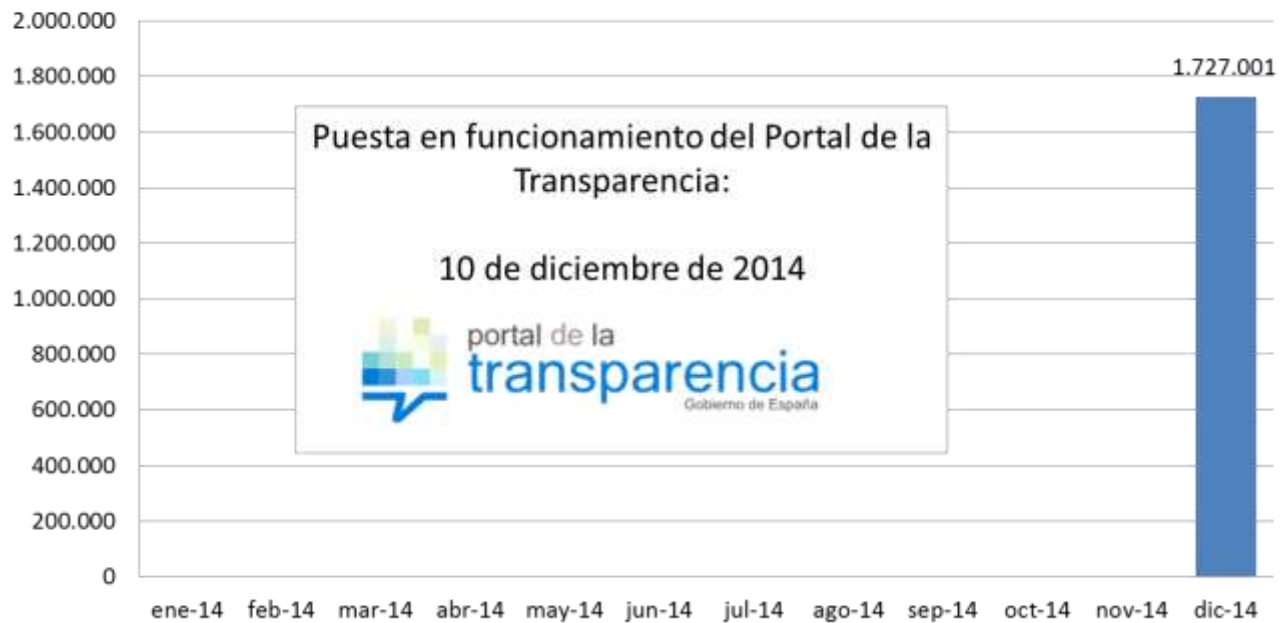 2.000.000
1.800.000
1.600.000
1.400.000
1.200.000
1.000.000
800.000
600.000
400.000
200.000
0
1.727.001
Puesta en funcionamiento del Portal de la
Transparencia:
10 de diciembre de 2014
portal de la
transparencia
Gobierno de España
ene-14 feb-14 mar-14 abr-14 may-14 jun-14 jul-14 ago-14 sep-14 oct-14 nov-14 dic-14